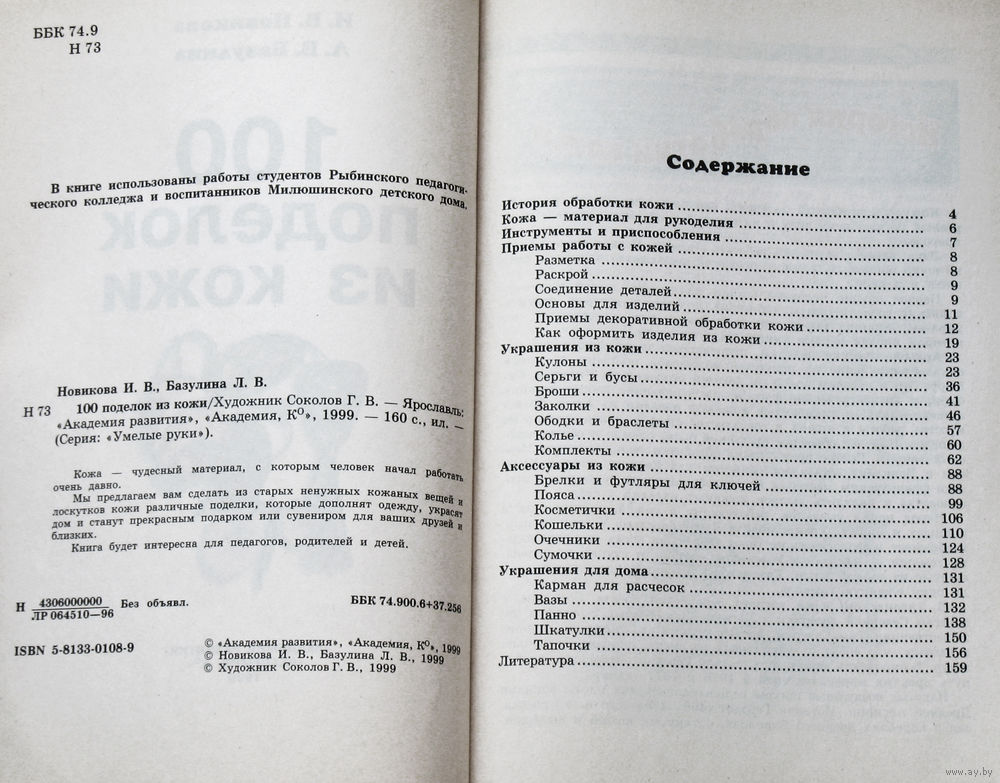 ББК 74.9
Н 73
В книге использованы работы студентов Рыбинского педагоги-
ческого колледжа и воспитанников Милюшинского детского дома.
Новикова И. В., Базулина Л. В.
Н 73 100 поделок из кожи/Художник Соколов Г. В. — Ярославль:
«Академия развития», «Академия, К°», 1999. — 160 с., ил. —
(Серия: «Умелые руки»).
Кожа — чудесный материал, с которым человек начал работать
очень давно.
Мы предлагаем вам сделать из старых ненужных кожаных вещей и
лоскутков кожи различные поделки, которые дополнят одежду, украсят
дом и станут прекрасным подарком или сувениром для ваших друзей и
близких.
Книга будет интересна для педагогов, родителей и детей.
Н 4306000000 Без объявл.
ЛР 064510—96
ББК 74.900.6+37.256
ISBN 5-8133-0108-9
© «Академия развития», «Академия, К°», 1999
© Новикова И. В., Базулина Л. В., 1999
© Художник Соколов Г. В., 1999
Содержание
История обработки кожи 4
Кожа — материал для рукоделия 6
Инструменты и приспособления 7
Приемы работы с кожей 8
Разметка 8
Раскрой 9
Соединение деталей 9
Основы для изделий 11
Приемы декоративной обработки кожи 12
Как оформить изделия из кожи 19
Украшения из кожи 23
Кулоны 23
Серьги и бусы 36
Броши 41
Заколки 46
Ободки и браслеты 57
Колье 60
Комплекты 62
Аксессуары из кожи 88
Брелки и футляры для ключей 88
Пояса 99
Косметички 106
Кошельки 110
Очечники 124
Сумочки 128
Украшения для дома 131
Карман для расчесок 131
Вазы 132
Панно 138
Шкатулки 150
Тапочки 156
Литература 159
www.ay.by